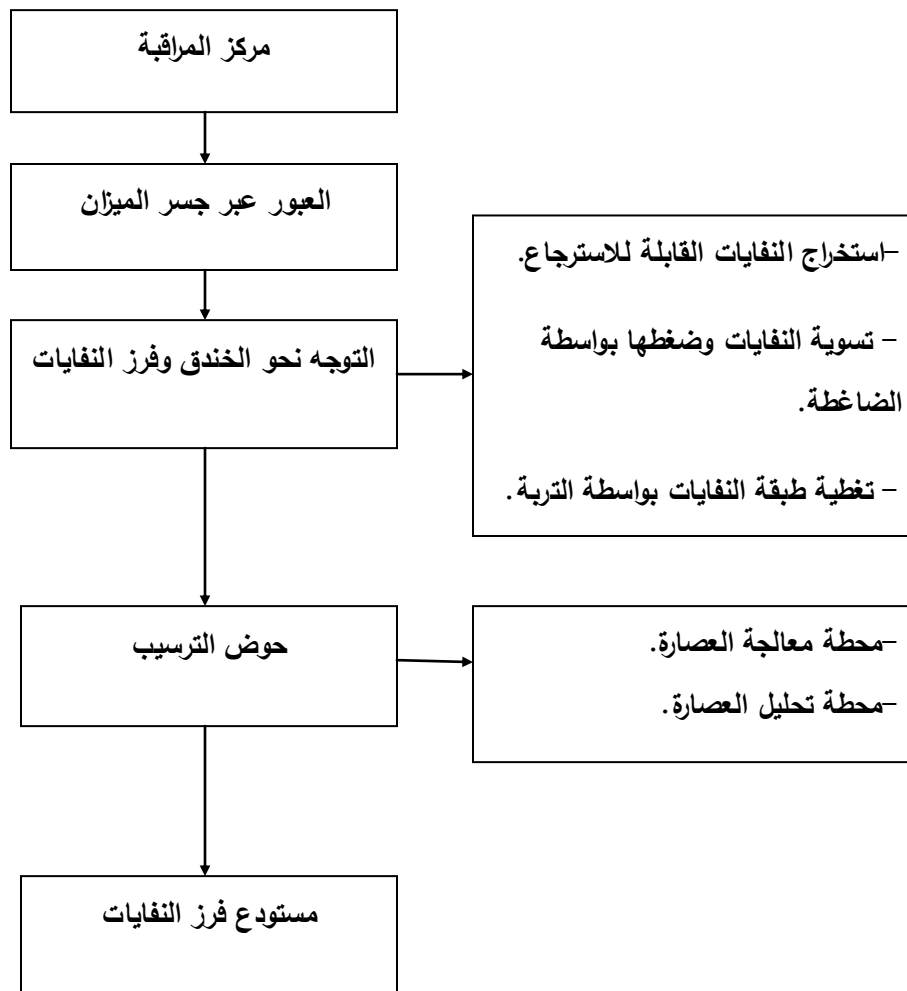 مركز المراقبة
العبور عبر جسر الميزان
التوجه نحو الخندق وفرز النفايات
-استخراج النفايات القابلة للاسترجاع.
- تسوية النفايات وضغطها بواسطة
الضاغطة.
- تغطية طبقة النفايات بواسطة التربة.
حوض الترسيب
-محطة معالجة العصارة.
-محطة تحليل العصارة.
مستودع فرز النفايات